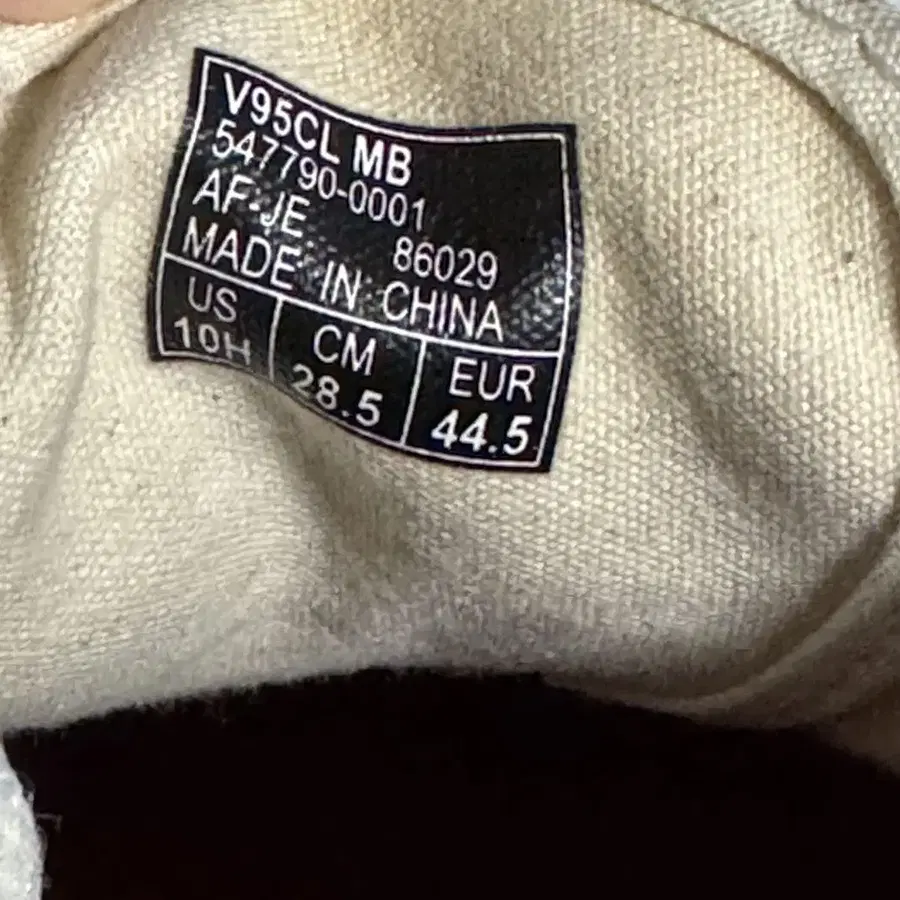 V95CL MB
547790-0001
AF-JE 86029
MADE IN CHINA
US CM EUR
10H 28.5 44.5